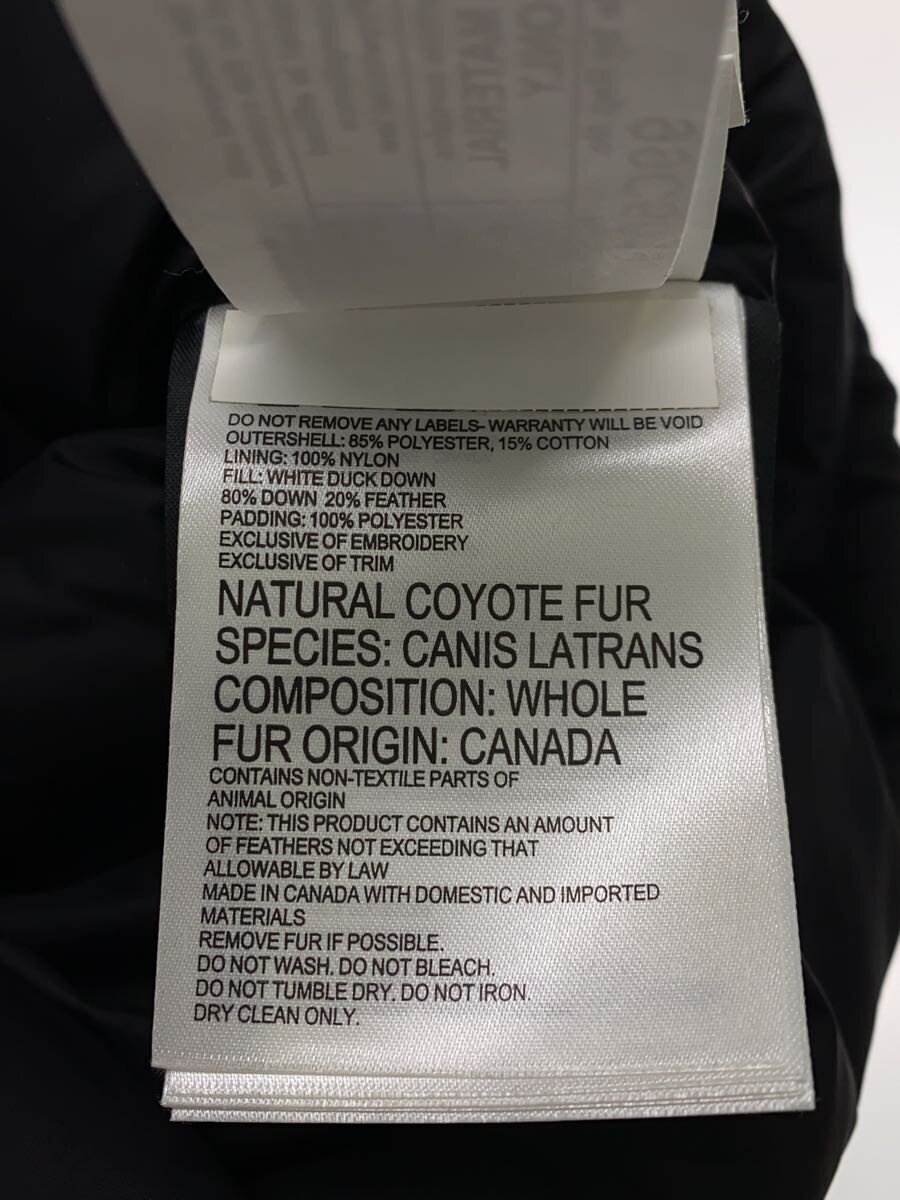 DO NOT REMOVE ANY LABELS- WARRANTY WILL BE VOID
OUTERSHELL: 85% POLYESTER, 15% COTTON
LINING: 100% NYLON
FILL: WHITE DUCK DOWN
80% DOWN 20% FEATHER
PADDING: 100% POLYESTER
EXCLUSIVE OF EMBROIDERY
EXCLUSIVE OF TRIM
NATURAL COYOTE FUR
SPECIES: CANIS LATRANS
COMPOSITION: WHOLE
FUR ORIGIN: CANADA
CONTAINS NON-TEXTILE PARTS OF
ANIMAL ORIGIN
NOTE: THIS PRODUCT CONTAINS AN AMOUNT
OF FEATHERS NOT EXCEEDING THAT
ALLOWABLE BY LAW
MADE IN CANADA WITH DOMESTIC AND IMPORTED
MATERIALS
REMOVE FUR IF POSSIBLE.
DO NOT WASH. DO NOT BLEACH.
DO NOT TUMBLE DRY. DO NOT IRON.
DRY CLEAN ONLY.